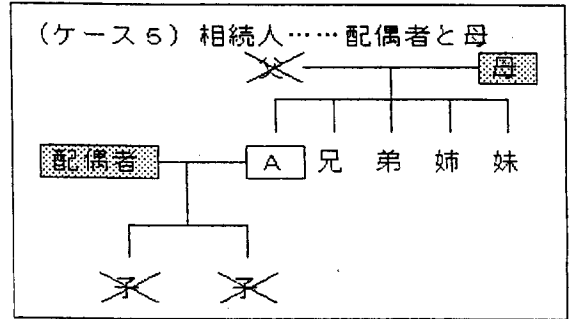 (ケース5) 相続人……配偶者と母
父 母
配偶者 A 兄 弟 姉 妹
子 子